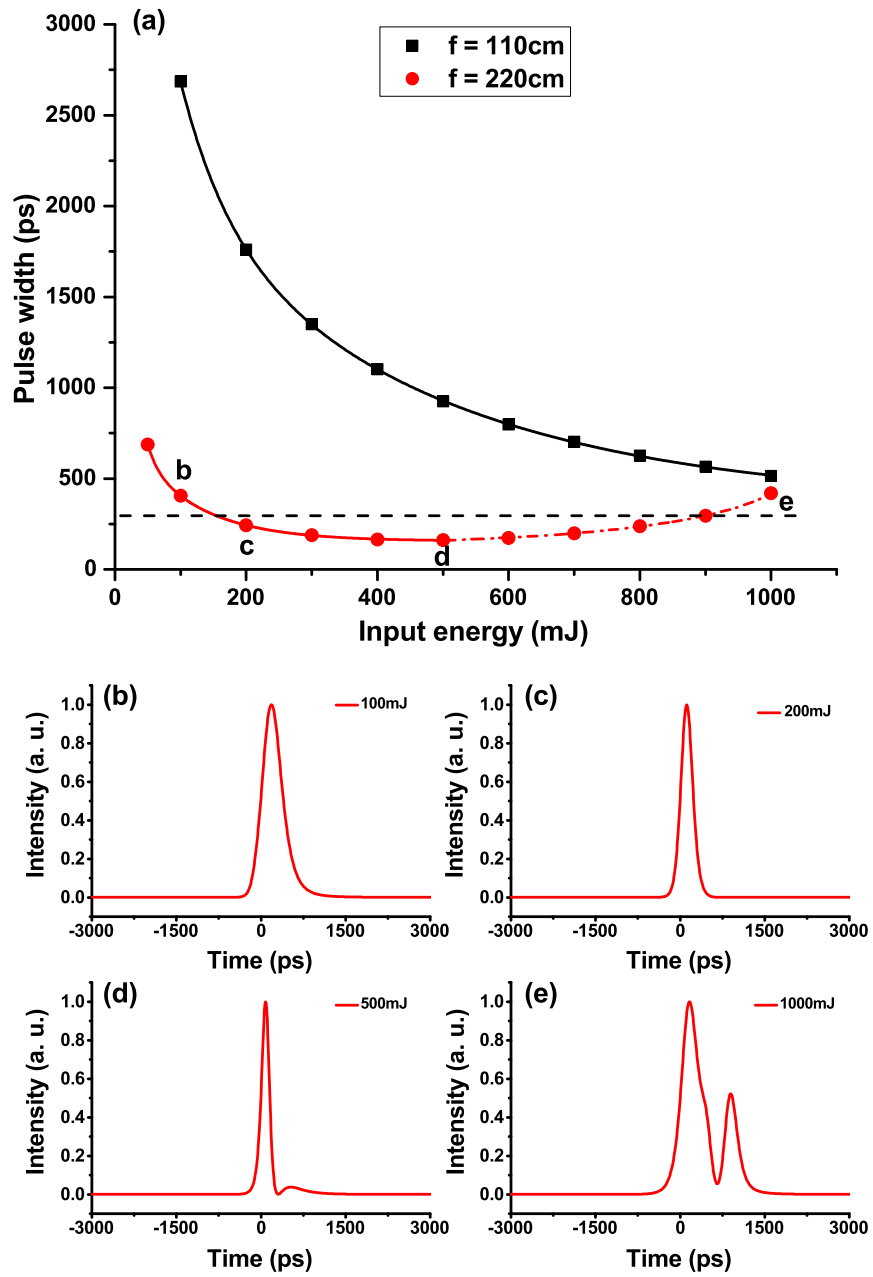 (a)
f = 110cm
f = 220cm
3000
2500
2000
1500
1000
500
0
Pulse width (ps)
b
c
d
e
0 200 400 600 800 1000
Input energy (mJ)
(b)
100mJ
1.0
0.8
0.6
0.4
0.2
0.0
Intensity (a. u.)
-3000 -1500 0 1500 3000
Time (ps)
(c)
200mJ
1.0
0.8
0.6
0.4
0.2
0.0
Intensity (a. u.)
-3000 -1500 0 1500 3000
Time (ps)
(d)
500mJ
1.0
0.8
0.6
0.4
0.2
0.0
Intensity (a. u.)
-3000 -1500 0 1500 3000
Time (ps)
(e)
1000mJ
1.0
0.8
0.6
0.4
0.2
0.0
Intensity (a. u.)
-3000 -1500 0 1500 3000
Time (ps)